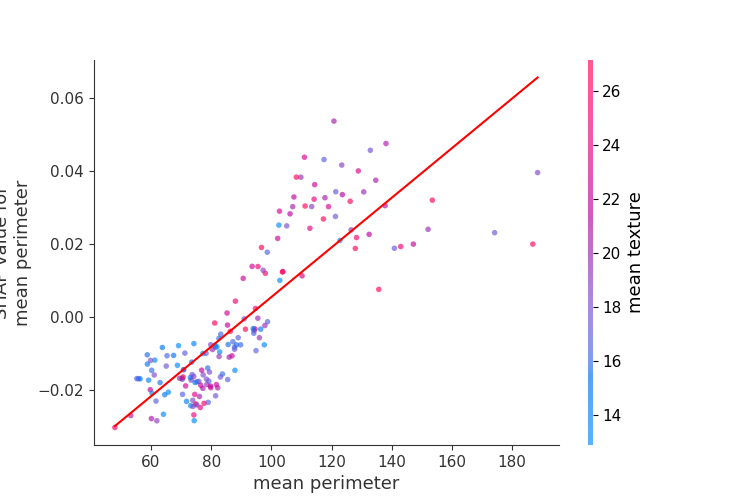 0.06
0.04
0.02
0.00
−0.02
SHAP value for
mean perimeter
60 80 100 120 140 160 180
mean perimeter
26
24
22
20
18
16
14
mean texture